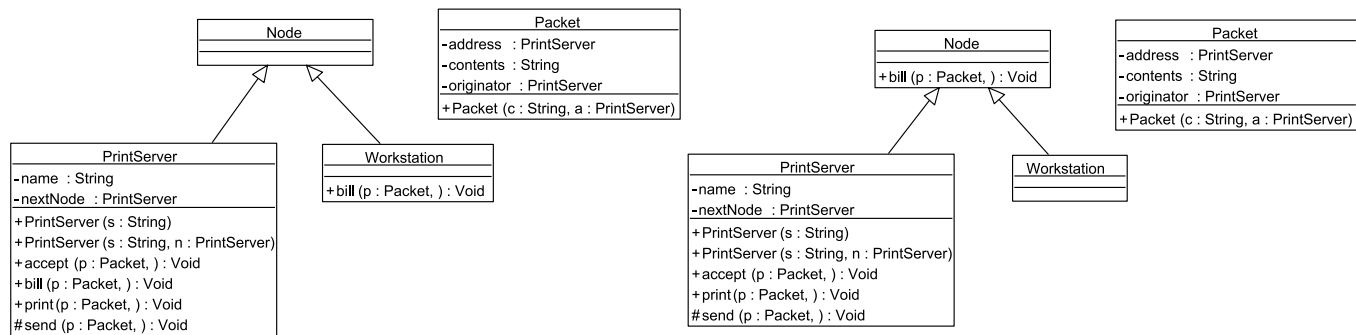 Node
Packet
-address : PrintServer
-contents : String
-originator : PrintServer
+Packet (c : String, a : PrintServer)
PrintServer
-name : String
-nextNode : PrintServer
+PrintServer (s : String)
+PrintServer (s : String, n : PrintServer)
+accept (p : Packet, ) : Void
+bill (p : Packet, ) : Void
+print (p : Packet, ) : Void
#send (p : Packet, ) : Void
Workstation
+bill (p : Packet, ) : Void
Node
+bill (p : Packet, ) : Void
Packet
-address : PrintServer
-contents : String
-originator : PrintServer
+Packet (c : String, a : PrintServer)
PrintServer
-name : String
-nextNode : PrintServer
+PrintServer (s : String)
+PrintServer (s : String, n : PrintServer)
+accept (p : Packet, ) : Void
+print (p : Packet, ) : Void
#send (p : Packet, ) : Void
Workstation